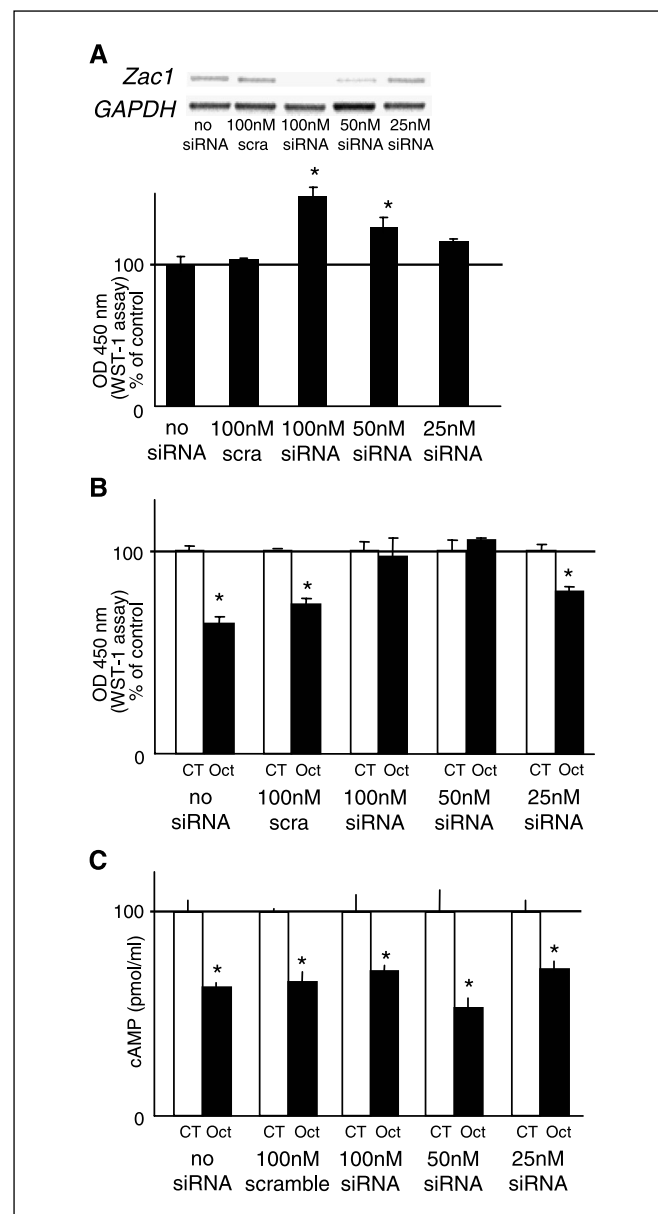 A
Zac1
GAPDH
no 100nM 100nM 50nM 25nM
siRNA scra siRNA siRNA siRNA
* *
100
0
OD 450 nm
(WST-1 assay)
% of control
no 100nM 100nM 50nM 25nM
siRNA scra siRNA siRNA siRNA
B
100
0
OD 450 nm
(WST-1 assay)
% of control
* * *
CT Oct CT Oct CT Oct CT Oct CT Oct
no 100nM 100nM 50nM 25nM
siRNA scra siRNA siRNA siRNA
C
100
0
cAMP (pmol/ml)
* * * * *
CT Oct CT Oct CT Oct CT Oct CT Oct
no 100nM 100nM 50nM 25nM
siRNA scramble siRNA siRNA siRNA